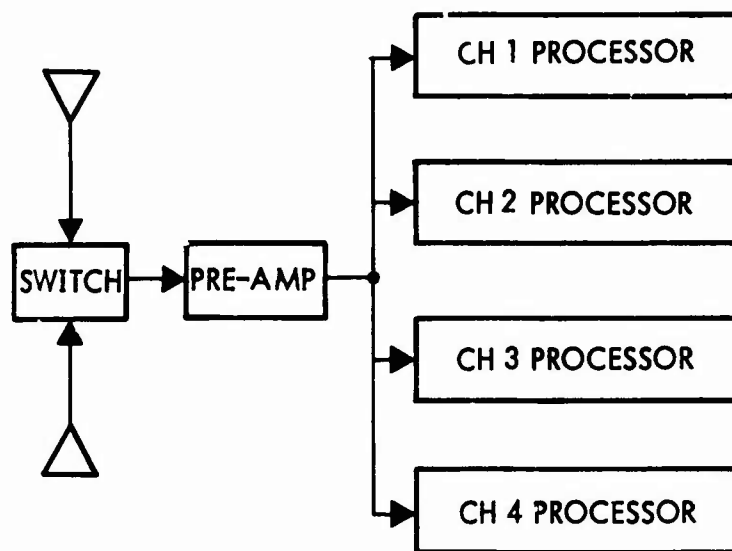 CH 1 PROCESSOR
CH 2 PROCESSOR
SWITCH
PRE-AMP
CH 3 PROCESSOR
CH 4 PROCESSOR